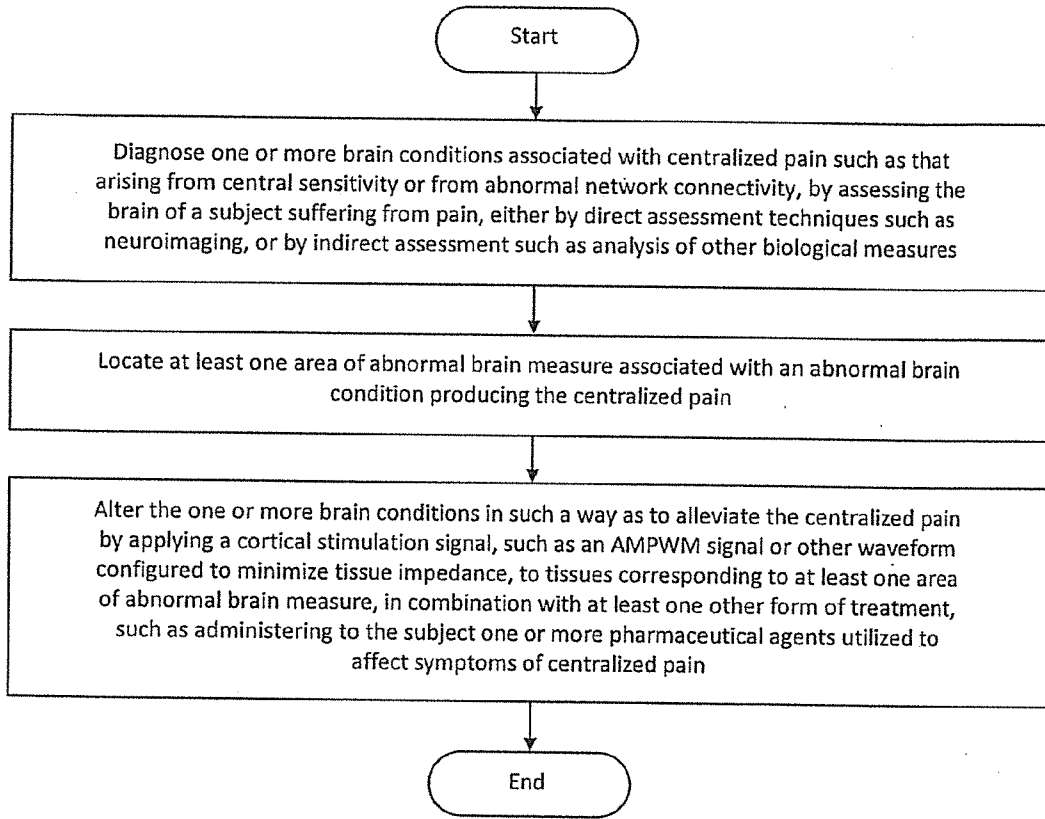 Start
Diagnose one or more brain conditions associated with centralized pain such as that
arising from central sensitivity or from abnormal network connectivity, by assessing the
brain of a subject suffering from pain, either by direct assessment techniques such as
neuroimaging, or by indirect assessment such as analysis of other biological measures
Locate at least one area of abnormal brain measure associated with an abnormal brain
condition producing the centralized pain
Alter the one or more brain conditions in such a way as to alleviate the centralized pain
by applying a cortical stimulation signal, such as an AMPWM signal or other waveform
configured to minimize tissue impedance, to tissues corresponding to at least one area
of abnormal brain measure, in combination with at least one other form of treatment,
such as administering to the subject one or more pharmaceutical agents utilized to
affect symptoms of centralized pain
End